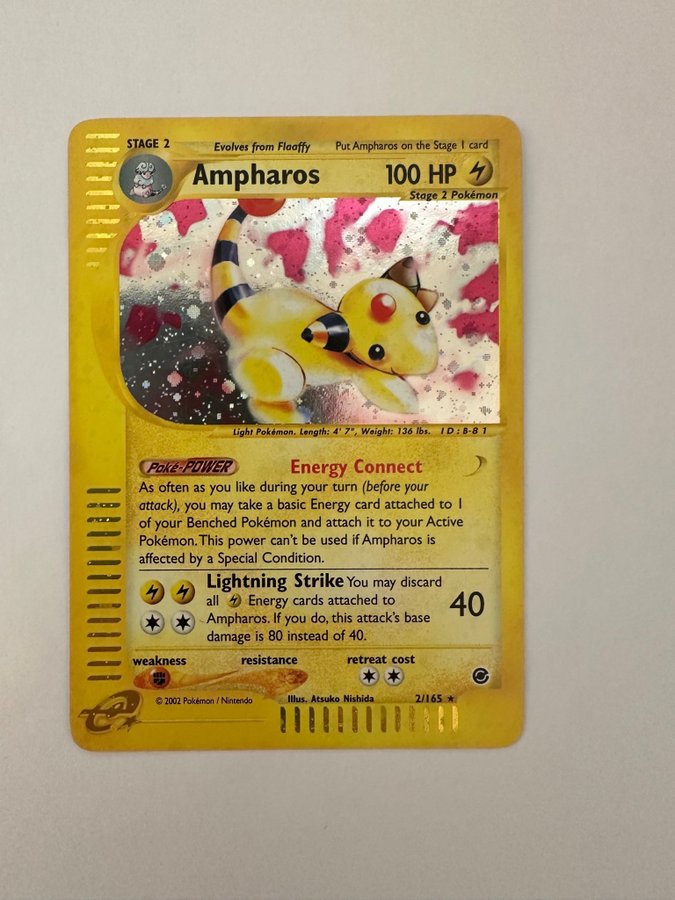 STAGE 2 Evolves from Flaaffy Put Ampharos on the Stage 1 card
Ampharos 100 HP
Stage 2 Pokémon
Light Pokémon. Length: 4' 7", Weight: 136 lbs. ID: B-81
Poké-POWER Energy Connect
As often as you like during your turn (before your
attack), you may take a basic Energy card attached to 1
of your Benched Pokémon and attach it to your Active
Pokémon. This power can't be used if Ampharos is
affected by a Special Condition.
Lightning Strike You may discard
all Energy cards attached to
Ampharos. If you do, this attack's base
damage is 80 instead of 40.
40
weakness resistance retreat cost
© 2002 Pokémon / Nintendo Illus. Atsuko Nishida 2/165 ★